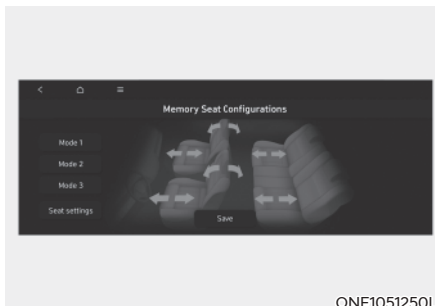 Memory Seat Configurations
Mode 1
Mode 2
Mode 3
Seat settings
Save
ONE1051250L